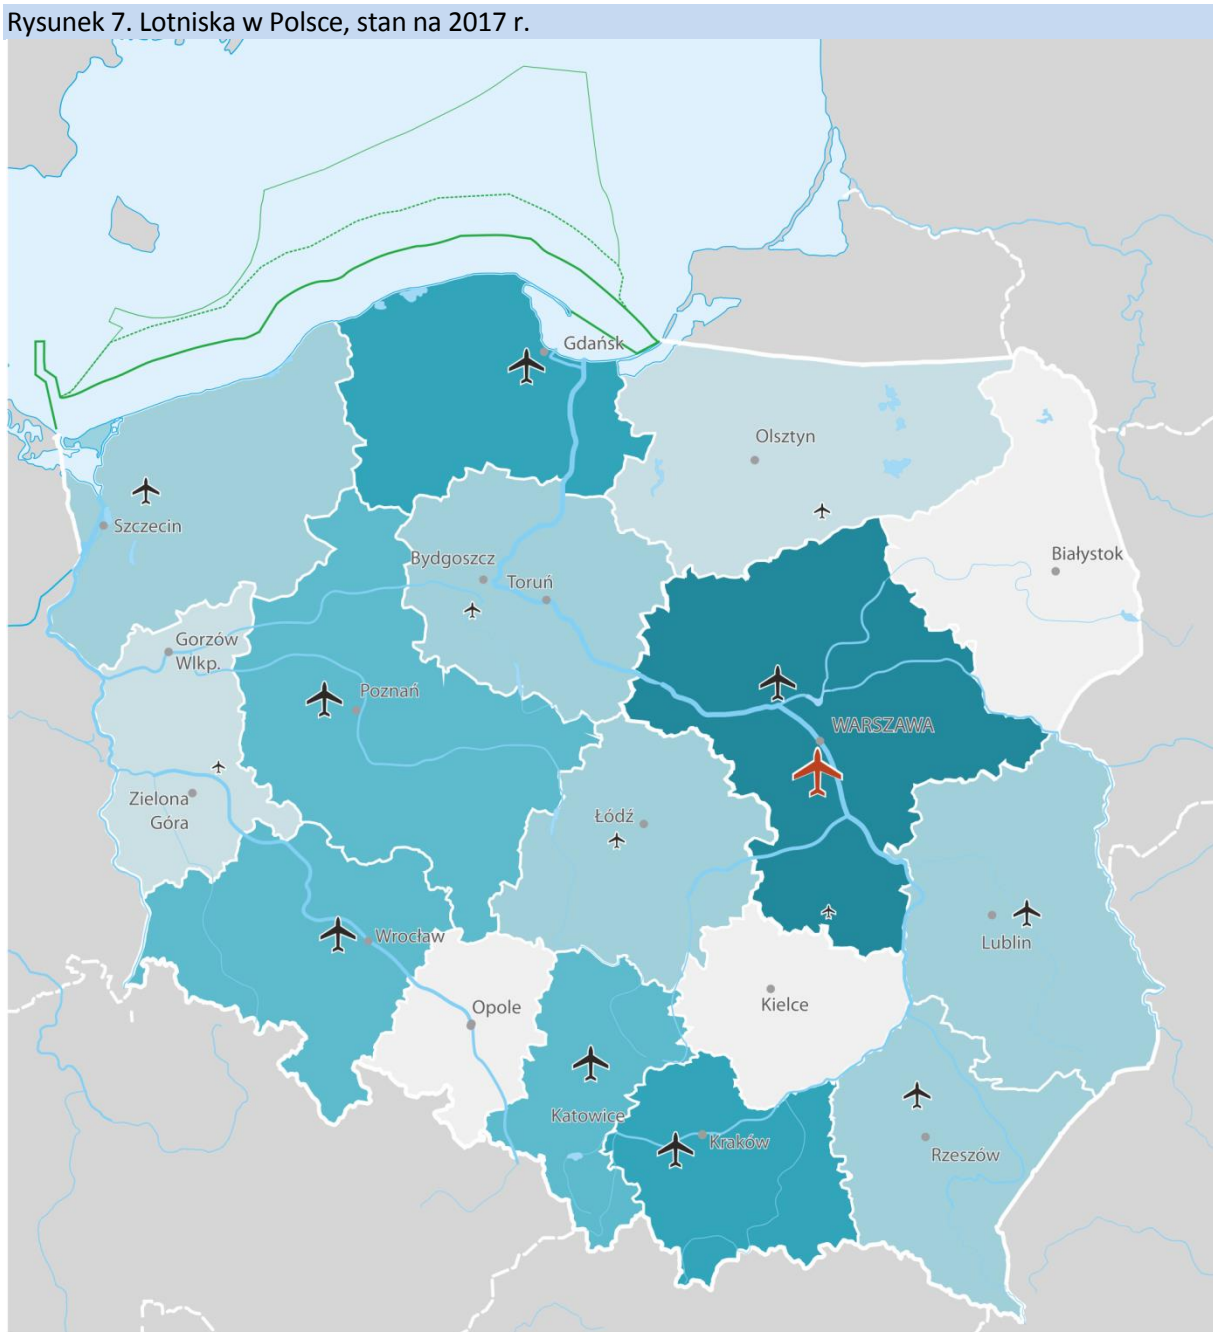 Rysunek 7. Lotniska w Polsce, stan na 2017 r.
Gdańsk
Olsztyn
Szczecin
Białystok
Bydgoszcz
Toruń
Gorzów
Wlkp.
Poznań
WARSZAWA
Zielona
Góra
Łódź
Lublin
Wrocław
Kielce
Opole
Katowice
Kraków
Rzeszów